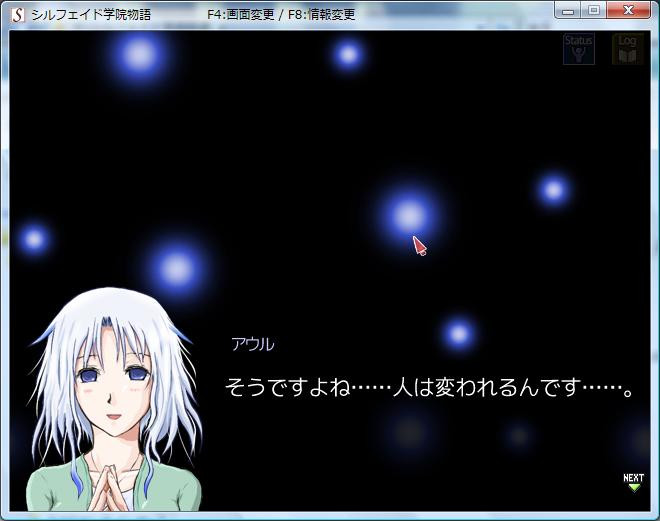 シルフェイド学院物語 F4:画面変更 / F8:情報変更
Status
Log
アウル
そうですよね……人は変われるんです……。
NEXT